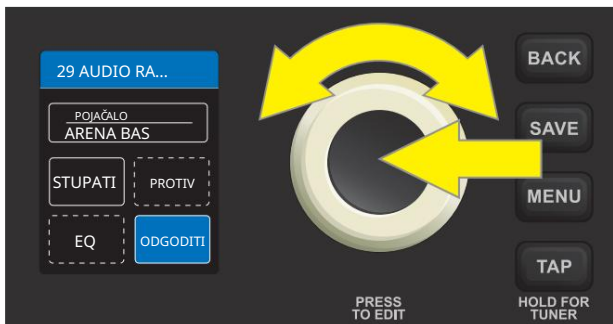 29 AUDIO RA...
POJAČALO
ARENA BAS
STUPATI
PROTIV
EQ
ODGODITI
BACK
SAVE
MENU
TAP
PRESS
TO EDIT
HOLD FOR
TUNER